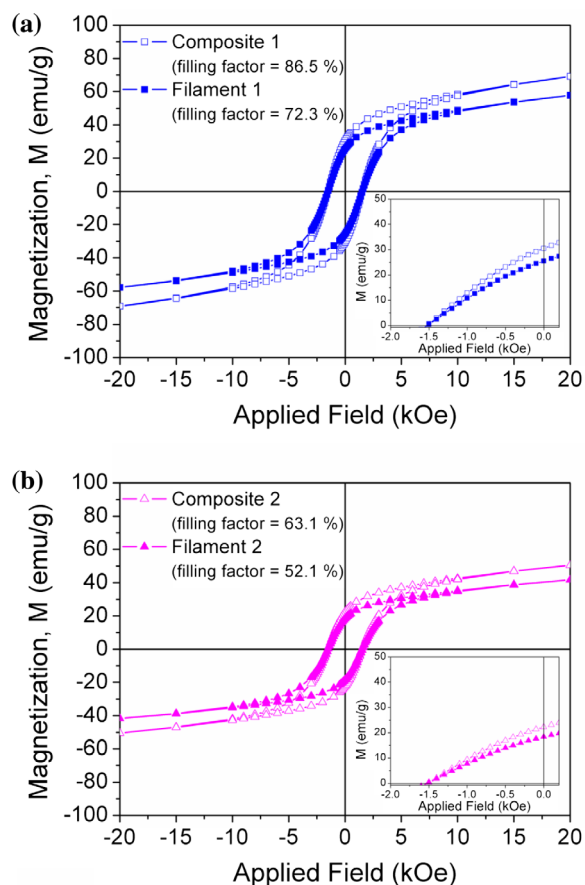 (a)
100
80
60
40
20
0
-20
-40
-60
-80
-100
Magnetization, M (emu/g)
Composite 1
(filling factor = 86.5 %)
Filament 1
(filling factor = 72.3 %)
50
40
30
20
10
0
M (emu/g)
-2.0 -1.5 -1.0 -0.5 0.0
Applied Field (kOe)
-20 -15 -10 -5 0 5 10 15 20
Applied Field (kOe)
(b)
100
80
60
40
20
0
-20
-40
-60
-80
-100
Magnetization, M (emu/g)
Composite 2
(filling factor = 63.1 %)
Filament 2
(filling factor = 52.1 %)
50
40
30
20
10
0
M (emu/g)
-2.0 -1.5 -1.0 -0.5 0.0
Applied Field (kOe)
-20 -15 -10 -5 0 5 10 15 20
Applied Field (kOe)